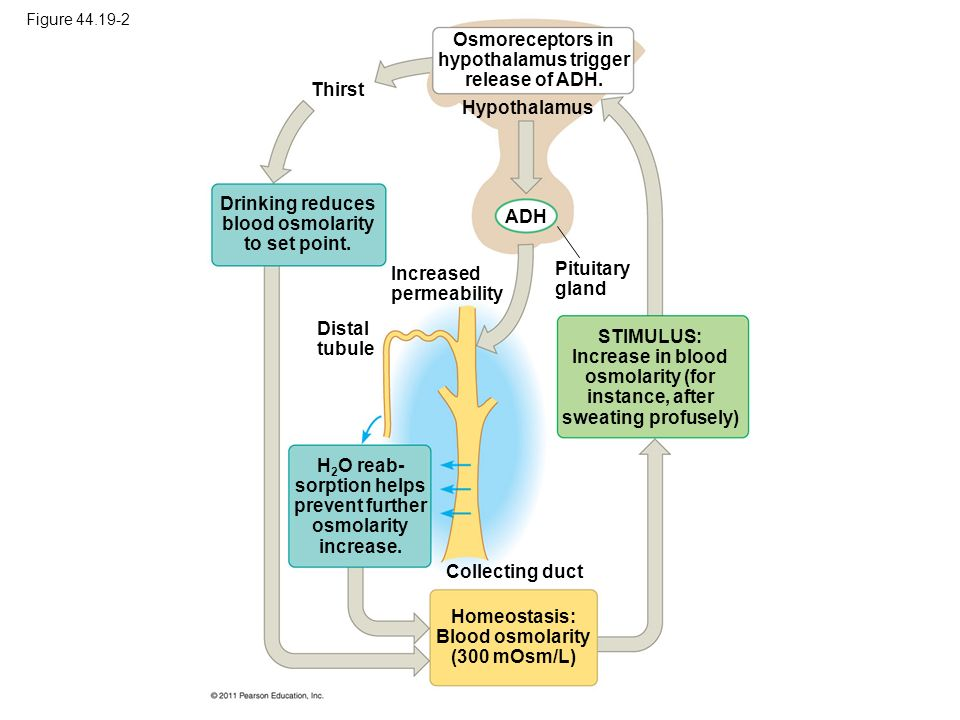 Figure 44.19-2
Osmoreceptors in
hypothalamus trigger
release of ADH.
Thirst
Hypothalamus
Drinking reduces
blood osmolarity
to set point.
ADH
Increased
permeability
Pituitary
gland
Distal
tubule
STIMULUS:
Increase in blood
osmolarity (for
instance, after
sweating profusely)
H₂O reab-
sorption helps
prevent further
osmolarity
increase.
Collecting duct
Homeostasis:
Blood osmolarity
(300 mOsm/L)
© 2011 Pearson Education, Inc.